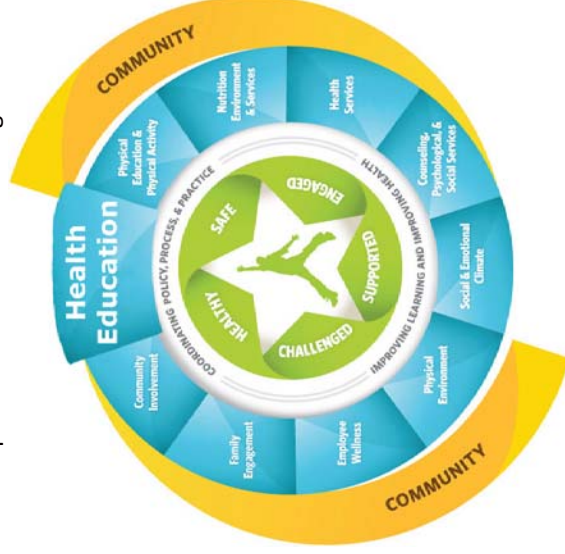 COMMUNITY
Health
Education
Physical
Education &
Physical Activity
Nutrition
Environment
& Services
Health
Services
Counseling,
Psychological, &
Social Services
Social & Emotional
Climate
Physical
Environment
Employee
Wellness
Family
Engagement
Community
Involvement
COORDINATING POLICY, PROCESS, & PRACTICE
IMPROVING LEARNING AND IMPROVING HEALTH
HEALTHY
SAFE
ENGAGED
SUPPORTED
CHALLENGED
COMMUNITY